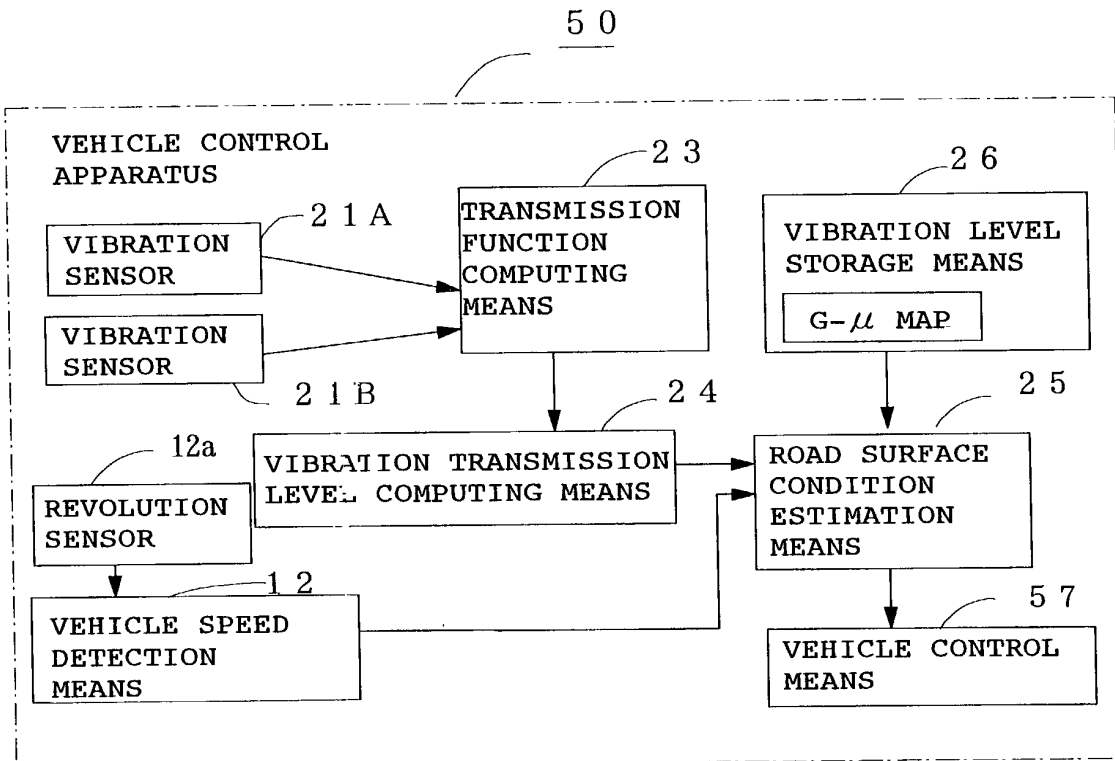 50
VEHICLE CONTROL
APPARATUS
23
26
21A
VIBRATION
SENSOR
TRANSMISSION
FUNCTION
COMPUTING
MEANS
VIBRATION LEVEL
STORAGE MEANS
G-μ MAP
VIBRATION
SENSOR
21B
24
25
12a
VIBRATION TRANSMISSION
LEVEL COMPUTING MEANS
ROAD SURFACE
CONDITION
ESTIMATION
MEANS
REVOLUTION
SENSOR
12
57
VEHICLE SPEED
DETECTION
MEANS
VEHICLE CONTROL
MEANS